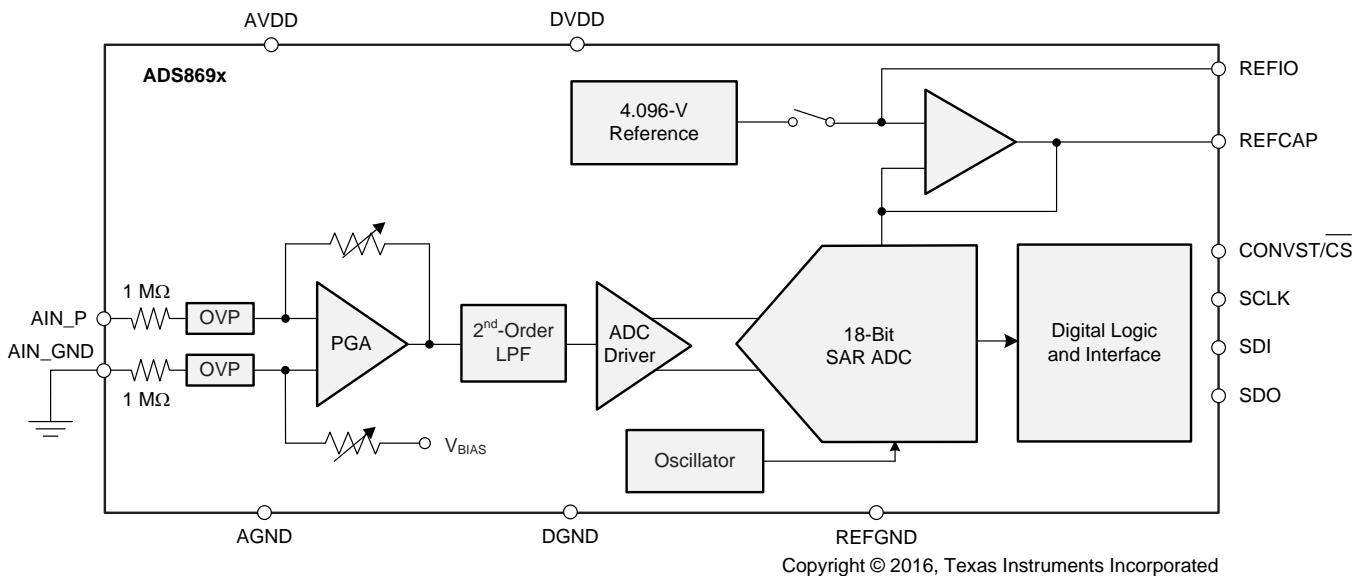 AVDD
DVDD
ADS869x
REFIO
4.096-V
Reference
REFCAP
CONVST/C̅S̅
1 MΩ
OVP
AIN_P
SCLK
AIN_GND
PGA
2nd-Order
LPF
ADC
Driver
18-Bit
SAR ADC
Digital Logic
and Interface
SDI
OVP
1 MΩ
SDO
VBIAS
Oscillator
AGND
DGND
REFGND
Copyright © 2016, Texas Instruments Incorporated